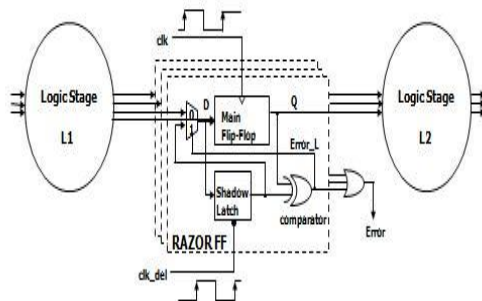 clk
Logic Stage
L1
D
0
1
Main
Flip-Flop
Q
Error_L
Logic Stage
L2
Shadow
Latch
comparator
RAZOR FF
Error
clk_del